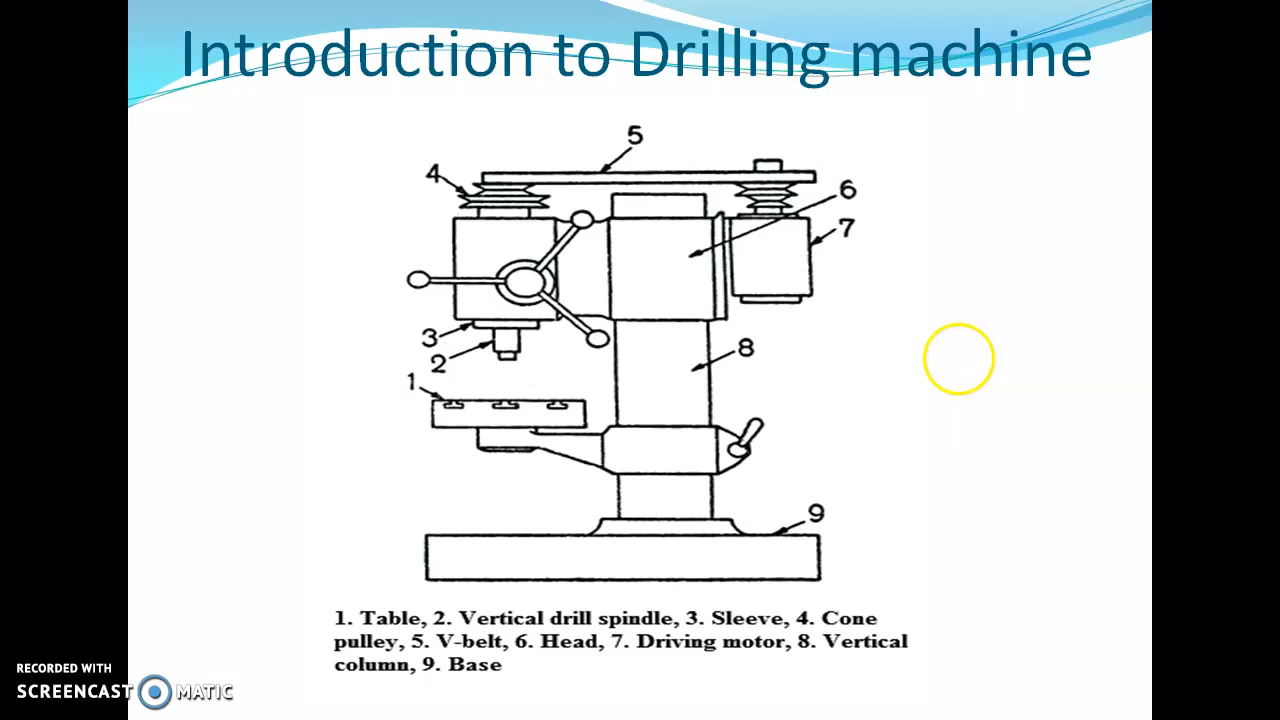 Introduction to Drilling machine
5
4
6
7
3
8
2
1
9
1. Table, 2. Vertical drill spindle, 3. Sleeve, 4. Cone
pulley, 5. V-belt, 6. Head, 7. Driving motor, 8. Vertical
column, 9. Base
RECORDED WITH
SCREENCAST MATIC